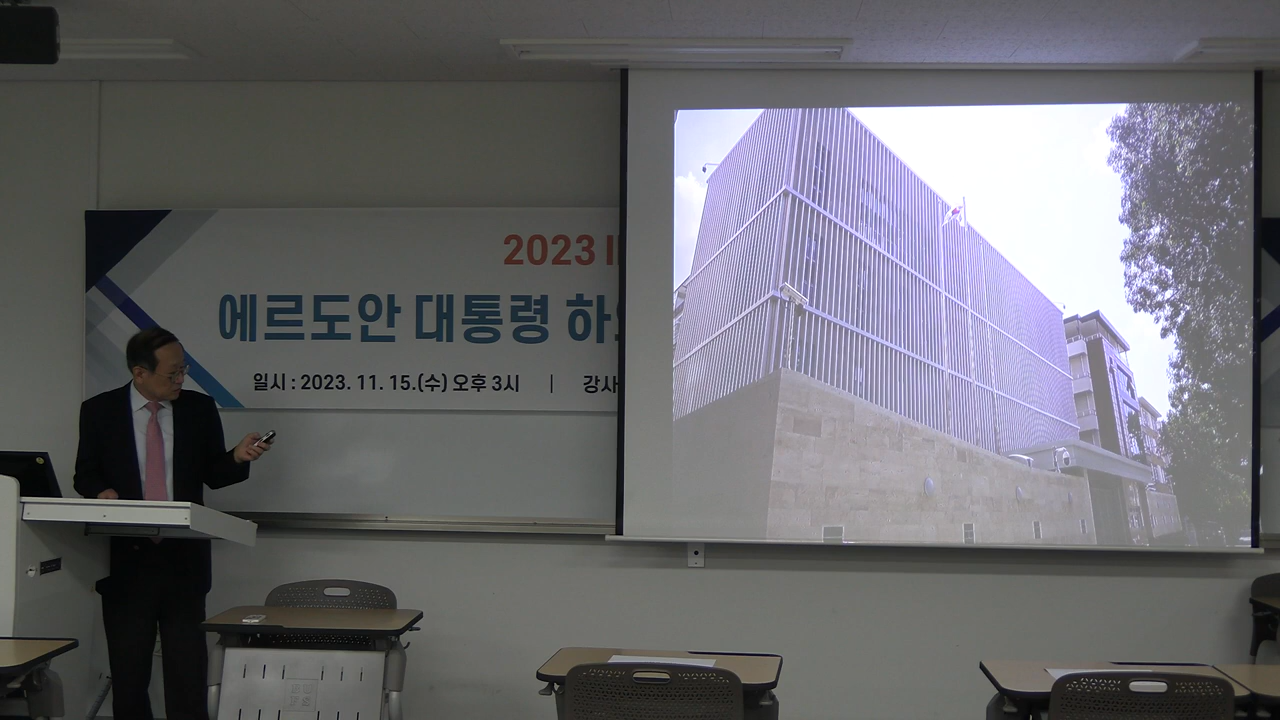 2023
에르도안 대통령 하
일시 : 2023. 11. 15.(수) 오후 3시 | 강사